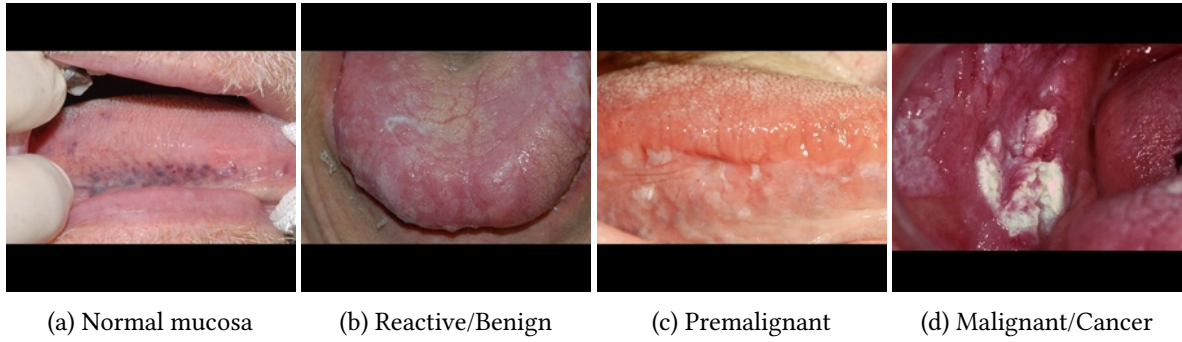 (a) Normal mucosa
(b) Reactive/Benign
(c) Premalignant
(d) Malignant/Cancer